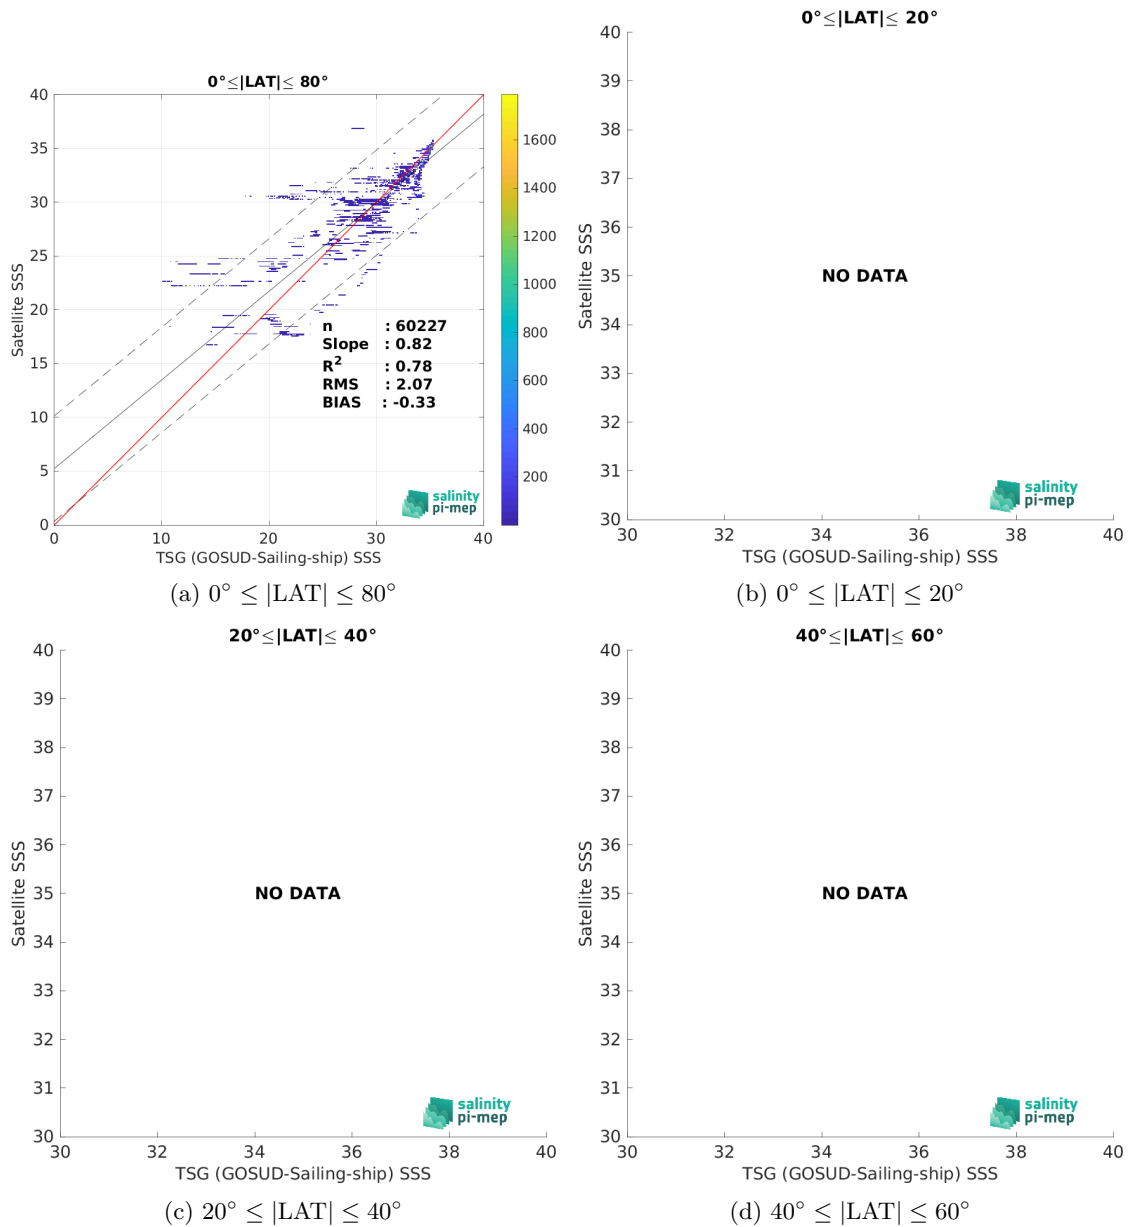 0°≤|LAT|≤ 80°
40
35
30
25
20
15
10
5
0
Satellite SSS
n : 60227
Slope : 0.82
R² : 0.78
RMS : 2.07
BIAS : -0.33
salinity
pi-mep
0 10 20 30 40
TSG (GOSUD-Sailing-ship) SSS
1600
1400
1200
1000
800
600
400
200
(a) 0° ≤ |LAT| ≤ 80°
0°≤|LAT|≤ 20°
40
39
38
37
36
35
34
33
32
31
30
Satellite SSS
NO DATA
salinity
pi-mep
30 32 34 36 38 40
TSG (GOSUD-Sailing-ship) SSS
(b) 0° ≤ |LAT| ≤ 20°
20°≤|LAT|≤ 40°
40
39
38
37
36
35
34
33
32
31
30
Satellite SSS
NO DATA
salinity
pi-mep
30 32 34 36 38 40
TSG (GOSUD-Sailing-ship) SSS
(c) 20° ≤ |LAT| ≤ 40°
40°≤|LAT|≤ 60°
40
39
38
37
36
35
34
33
32
31
30
Satellite SSS
NO DATA
salinity
pi-mep
30 32 34 36 38 40
TSG (GOSUD-Sailing-ship) SSS
(d) 40° ≤ |LAT| ≤ 60°